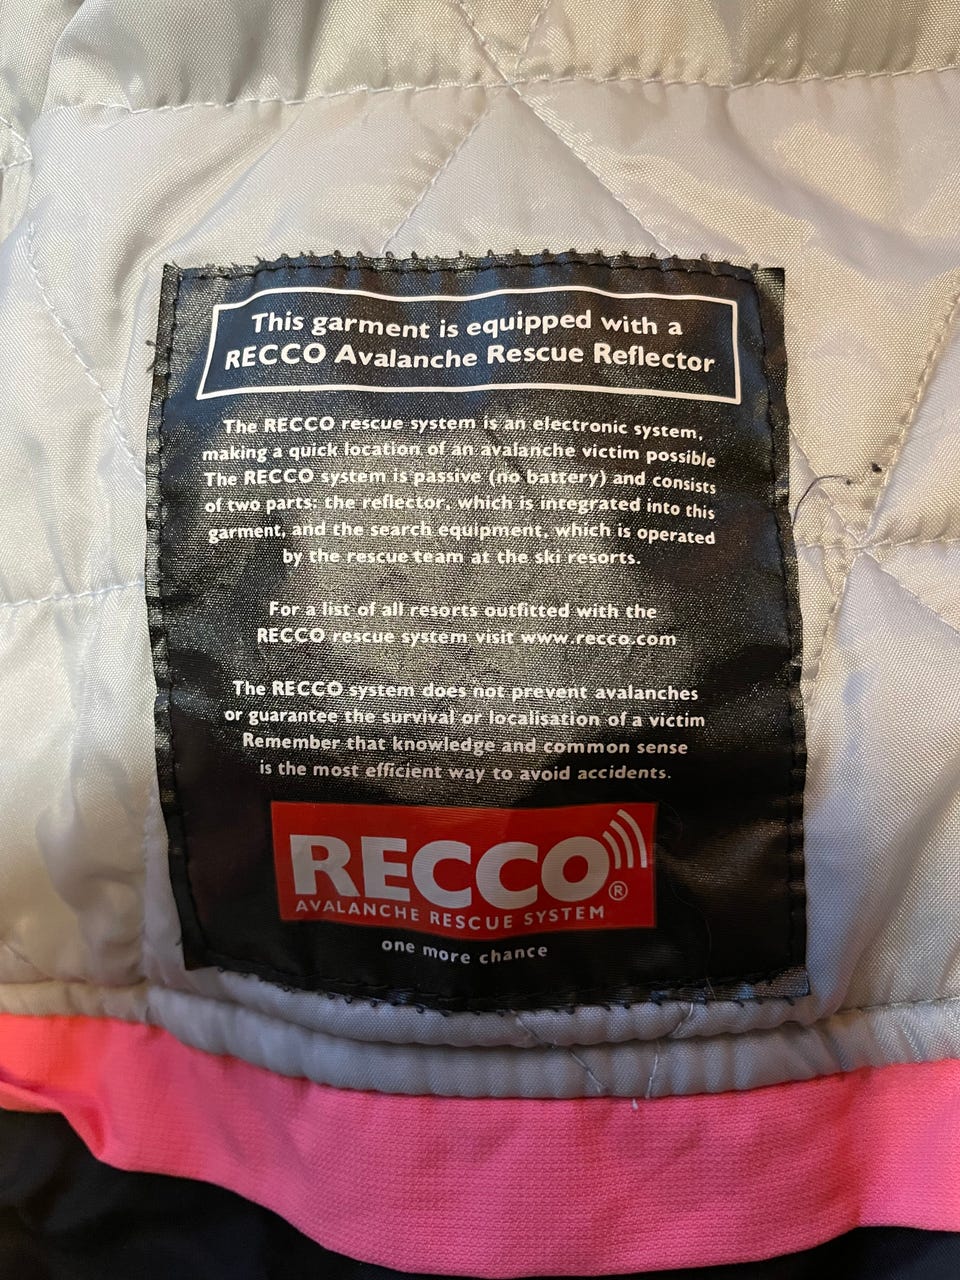 This garment is equipped with a
RECCO Avalanche Rescue Reflector
The RECCO rescue system is an electronic system,
making a quick location of an avalanche victim possible
The RECCO system is passive (no battery) and consists
of two parts: the reflector, which is integrated into this
garment, and the search equipment, which is operated
by the rescue team at the ski resorts.
For a list of all resorts outfitted with the
RECCO rescue system visit www.recco.com
The RECCO system does not prevent avalanches
or guarantee the survival or localisation of a victim
Remember that knowledge and common sense
is the most efficient way to avoid accidents.
RECCO®
AVALANCHE RESCUE SYSTEM
one more chance